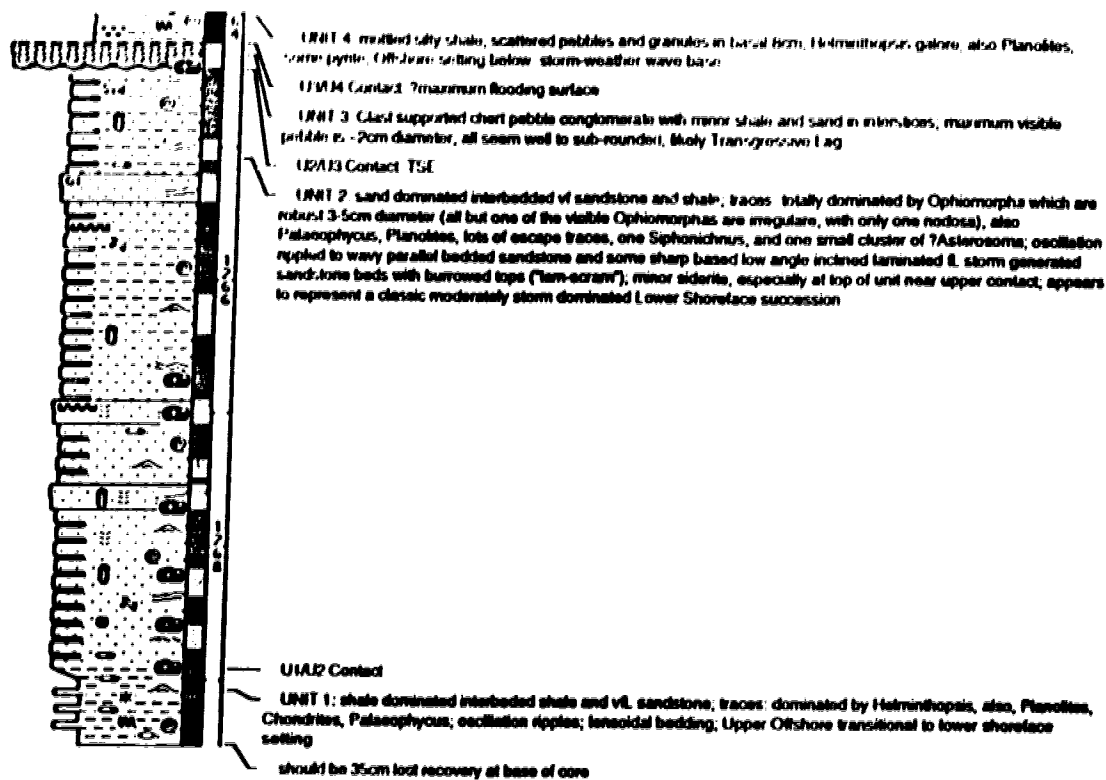 UNIT 4: mottled silty shale, scattered pebbles and granules in basal 8cm, Helminthopsis galore, also Planolites,
some pyrite, Offshore setting below storm-weather wave base
U3/U4 Contact ?maximum flooding surface
UNIT 3: Clast supported chert pebble conglomerate with minor shale and sand in interstices, maximum visible
pebble is ~2cm diameter, all seem well to sub-rounded, likely Transgressive Lag
U2/U3 Contact TSE
UNIT 2: sand dominated interbedded vf sandstone and shale; traces totally dominated by Ophiomorpha which are
robust 3-5cm diameter (all but one of the visible Ophiomorphas are irregulare, with only one nodosa), also
Palaeophycus, Planolites, lots of escape traces, one Siphonichnus, and one small cluster of ?Asterosoma; oscillation
rippled to wavy parallel bedded sandstone and some sharp based low angle inclined laminated fL storm generated
sandstone beds with burrowed tops ("lam-scram"); minor siderite, especially at top of unit near upper contact; appears
to represent a classic moderately storm dominated Lower Shoreface succession
1266
1268
U1/U2 Contact
UNIT 1: shale dominated interbeded shale and vfL sandstone; traces: dominated by Helminthopsis, also, Planolites,
Chondrites, Palaeophycus; oscillation ripples; lensoidal bedding; Upper Offshore transitional to lower shoreface
setting
should be 35cm lost recovery at base of core